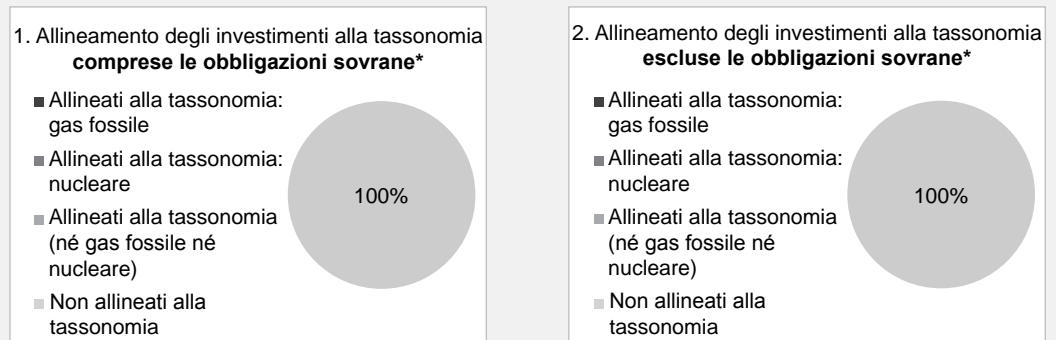 1. Allineamento degli investimenti alla tassonomia
comprese le obbligazioni sovrane*
Allineati alla tassonomia:
gas fossile
Allineati alla tassonomia:
nucleare
Allineati alla tassonomia
(né gas fossile né
nucleare)
Non allineati alla
tassonomia
100%
2. Allineamento degli investimenti alla tassonomia
escluse le obbligazioni sovrane*
Allineati alla tassonomia:
gas fossile
Allineati alla tassonomia:
nucleare
Allineati alla tassonomia
(né gas fossile né
nucleare)
Non allineati alla
tassonomia
100%